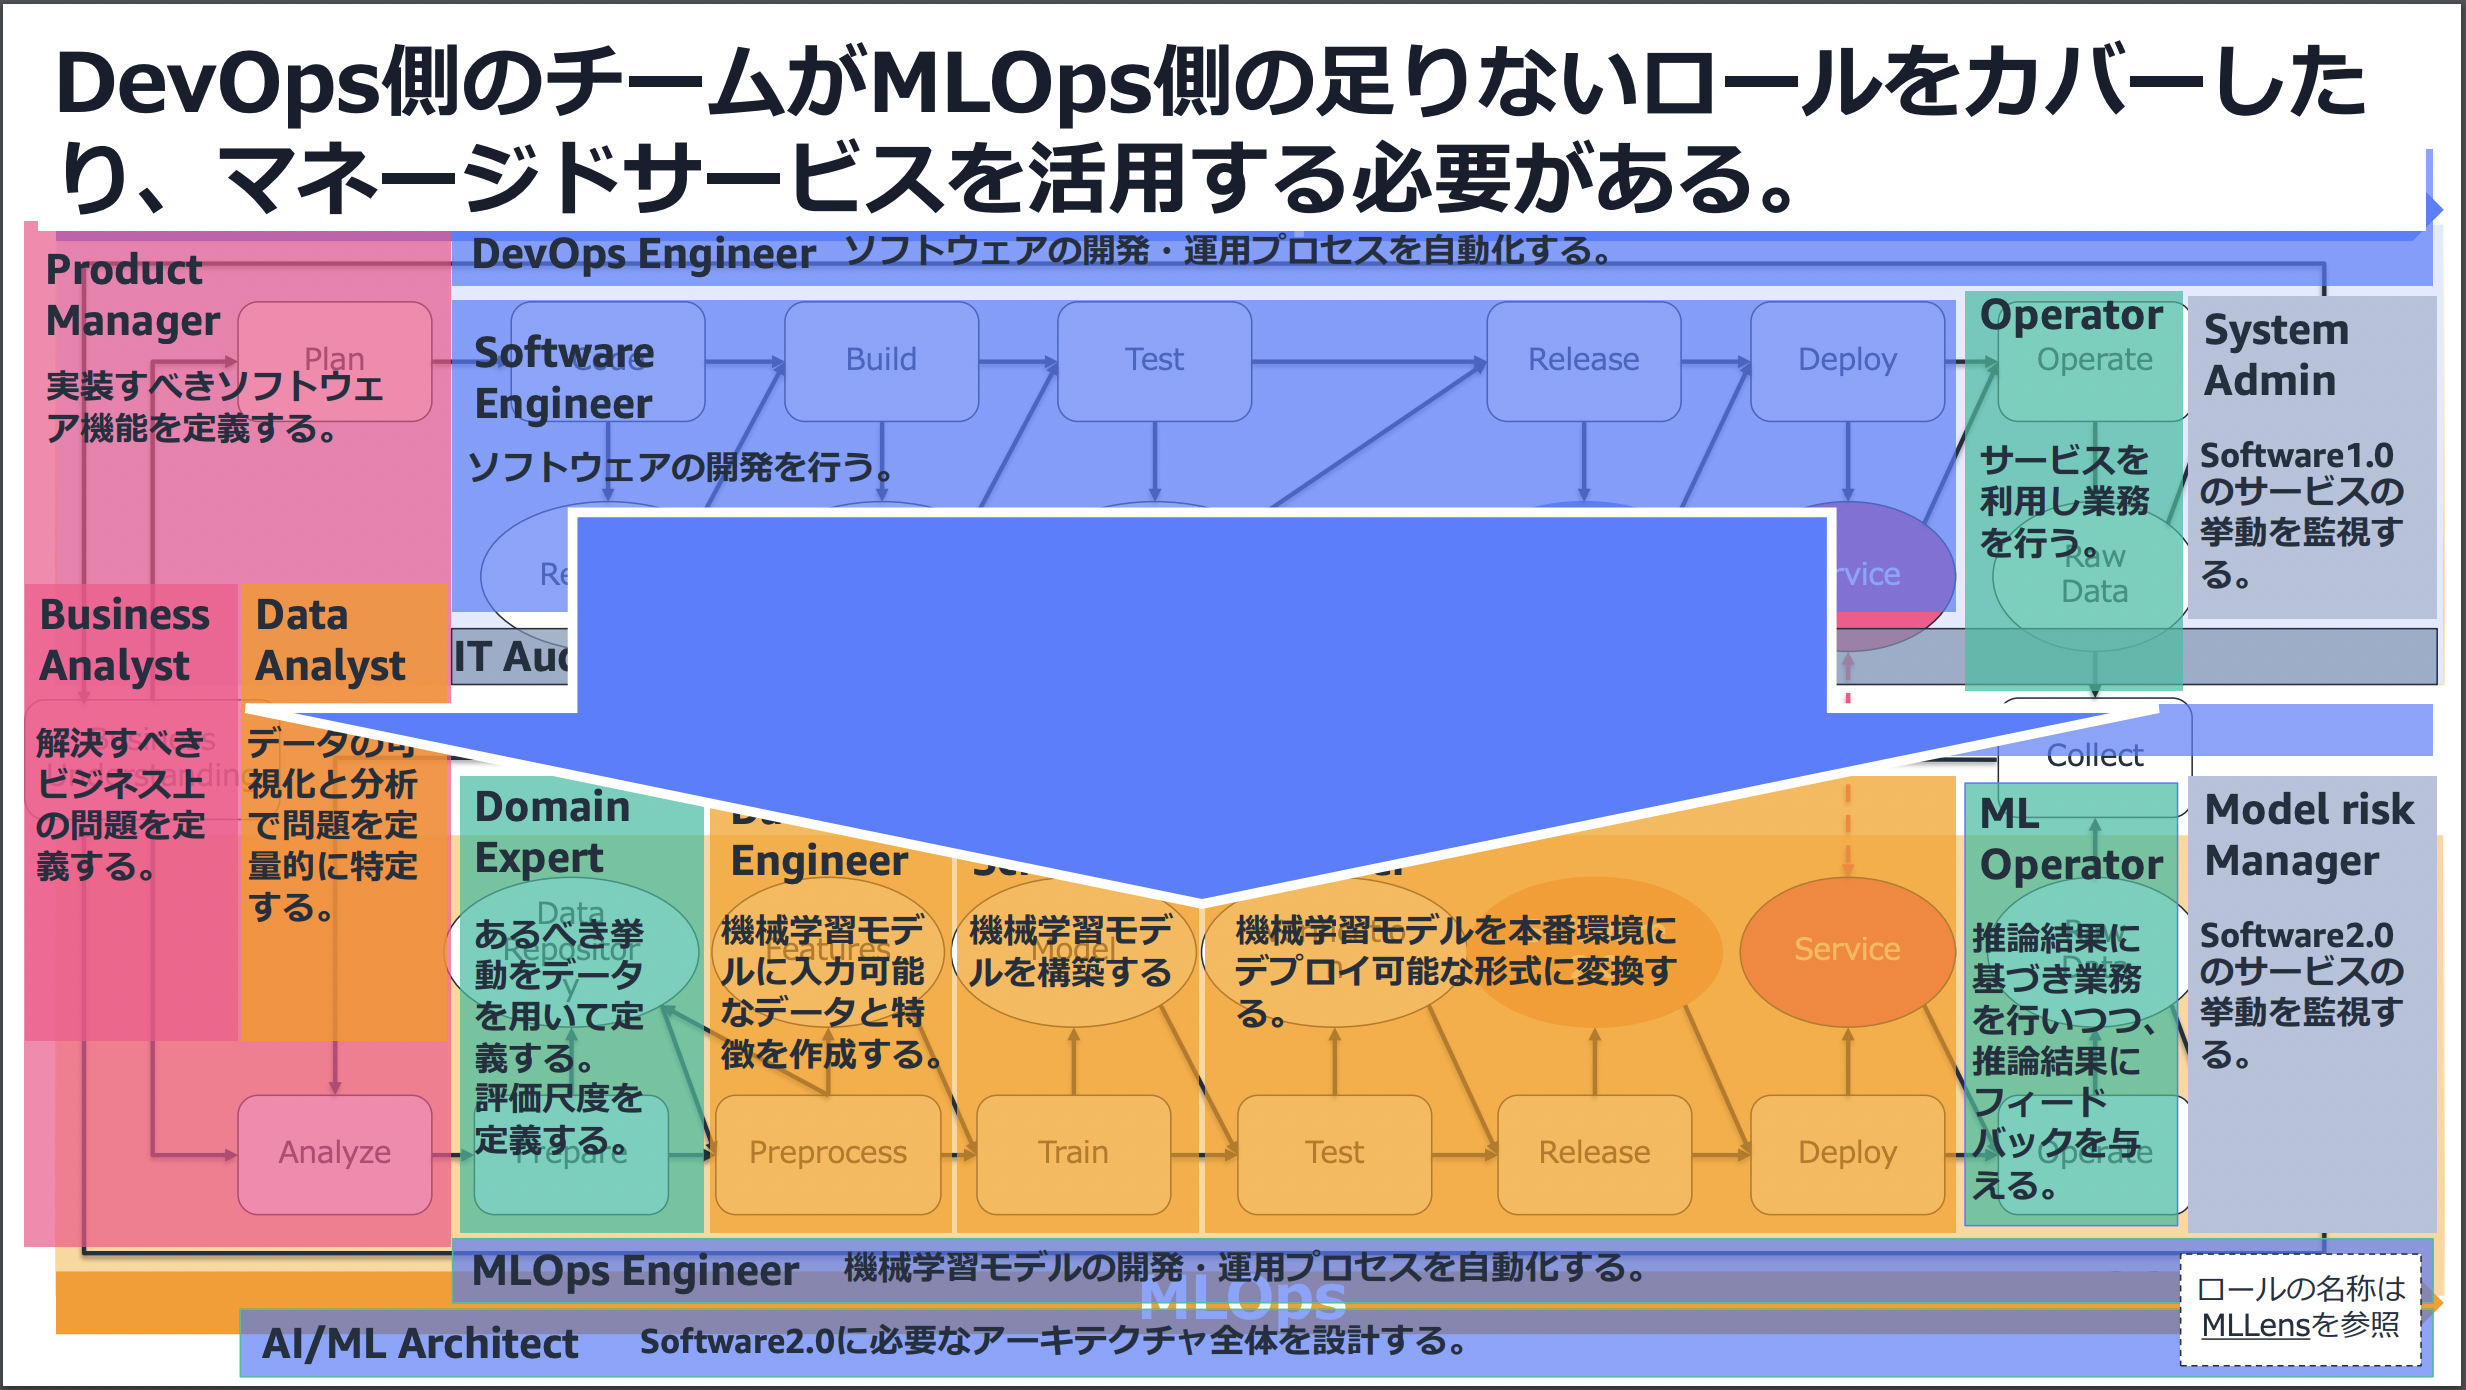 DevOps側のチームがMLOps側の足りないロールをカバーした
り、マネージドサービスを活用する必要がある。
Product
Manager
実装すべきソフトウェ
ア機能を定義する。
Plan
DevOps Engineer ソフトウェアの開発・運用プロセスを自動化する。
Software
Engineer
ソフトウェアの開発を行う。
Code
Build
Test
Release
Deploy
Operator
Operate
サービスを
利用し業務
を行う。
Raw
Data
System
Admin
Software1.0
のサービスの
挙動を監視す
る。
Business
Analyst
解決すべき
ビジネス上
の問題を定
義する。
Business
Understanding
Data
Analyst
データの可
視化と分析
で問題を定
量的に特定
する。
IT
Collect
Analyze
Domain
Expert
あるべき挙
動をデータ
を用いて定
義する。
評価尺度を
定義する。
Data
Repositor
y
Prepare
Engineer
機械学習モデ
ルに入力可能
なデータと特
徴を作成する。
Features
Preprocess
機械学習モデ
ルを構築する
Model
Train
機械学習モデルを本番環境に
デプロイ可能な形式に変換す
る。
Test
Release
Service
Deploy
ML
Operator
推論結果に
基づき業務
を行いつつ、
推論結果に
フィード
バックを与
える。
Raw
Data
Operate
Model risk
Manager
Software2.0
のサービスの
挙動を監視す
る。
MLOps Engineer 機械学習モデルの開発・運用プロセスを自動化する。
MLOps
AI/ML Architect Software2.0に必要なアーキテクチャ全体を設計する。
ロールの名称は
MLLensを参照